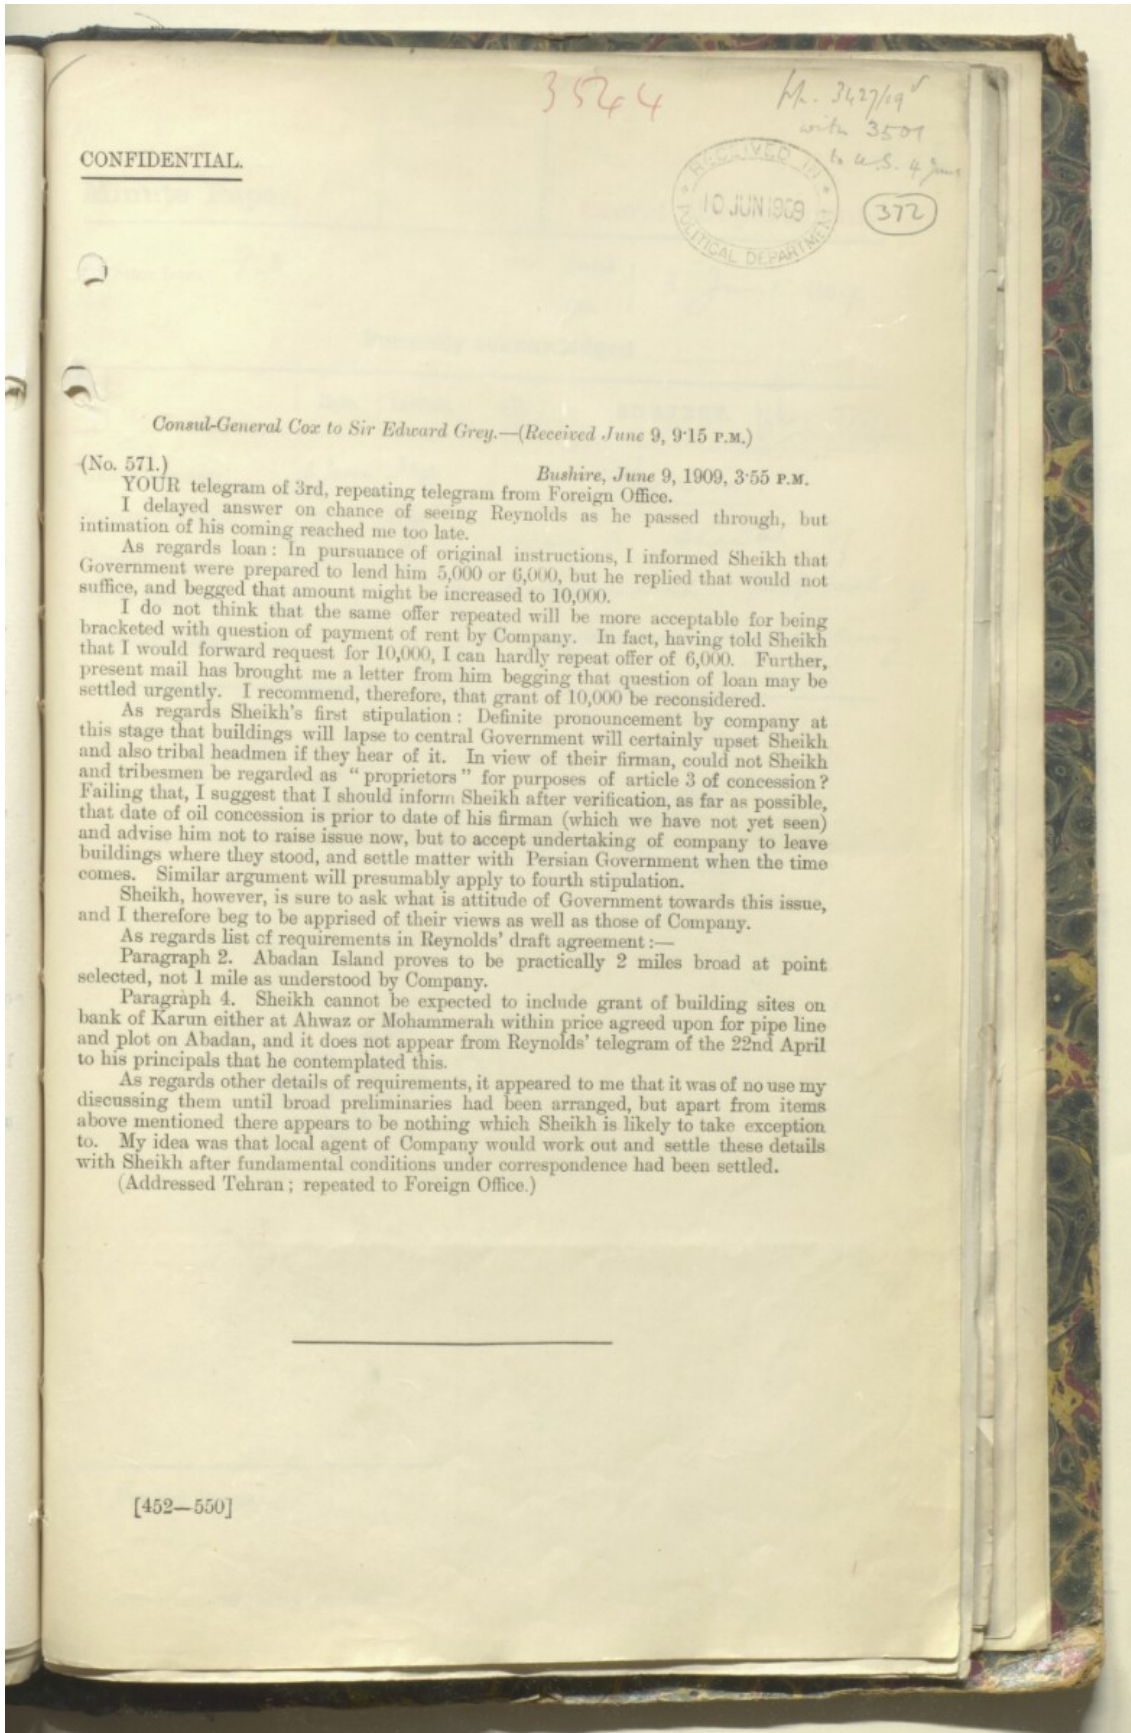 3544
with 3501
CONFIDENTIAL.
RECEIVED IN
10 JUN 1909
POLITICAL DEPARTMENT
372
Consul-General Cox to Sir Edward Grey.—(Received June 9, 9·15 P.M.)
(No. 571.)
Bushire, June 9, 1909, 3·55 P.M.
YOUR telegram of 3rd, repeating telegram from Foreign Office.
I delayed answer on chance of seeing Reynolds as he passed through, but
intimation of his coming reached me too late.
As regards loan: In pursuance of original instructions, I informed Sheikh that
Government were prepared to lend him 5,000 or 6,000, but he replied that would not
suffice, and begged that amount might be increased to 10,000.
I do not think that the same offer repeated will be more acceptable for being
bracketed with question of payment of rent by Company. In fact, having told Sheikh
that I would forward request for 10,000, I can hardly repeat offer of 6,000. Further,
present mail has brought me a letter from him begging that question of loan may be
settled urgently. I recommend, therefore, that grant of 10,000 be reconsidered.
As regards Sheikh's first stipulation: Definite pronouncement by company at
this stage that buildings will lapse to central Government will certainly upset Sheikh
and also tribal headmen if they hear of it. In view of their firman, could not Sheikh
and tribesmen be regarded as "proprietors" for purposes of article 3 of concession?
Failing that, I suggest that I should inform Sheikh after verification, as far as possible,
that date of oil concession is prior to date of his firman (which we have not yet seen)
and advise him not to raise issue now, but to accept undertaking of company to leave
buildings where they stood, and settle matter with Persian Government when the time
comes. Similar argument will presumably apply to fourth stipulation.
Sheikh, however, is sure to ask what is attitude of Government towards this issue,
and I therefore beg to be apprised of their views as well as those of Company.
As regards list of requirements in Reynolds' draft agreement:—
Paragraph 2. Abadan Island proves to be practically 2 miles broad at point
selected, not 1 mile as understood by Company.
Paragraph 4. Sheikh cannot be expected to include grant of building sites on
bank of Karun either at Ahwaz or Mohammerah within price agreed upon for pipe line
and plot on Abadan, and it does not appear from Reynolds' telegram of the 22nd April
to his principals that he contemplated this.
As regards other details of requirements, it appeared to me that it was of no use my
discussing them until broad preliminaries had been arranged, but apart from items
above mentioned there appears to be nothing which Sheikh is likely to take exception
to. My idea was that local agent of Company would work out and settle these details
with Sheikh after fundamental conditions under correspondence had been settled.
(Addressed Tehran; repeated to Foreign Office.)
[452—550]